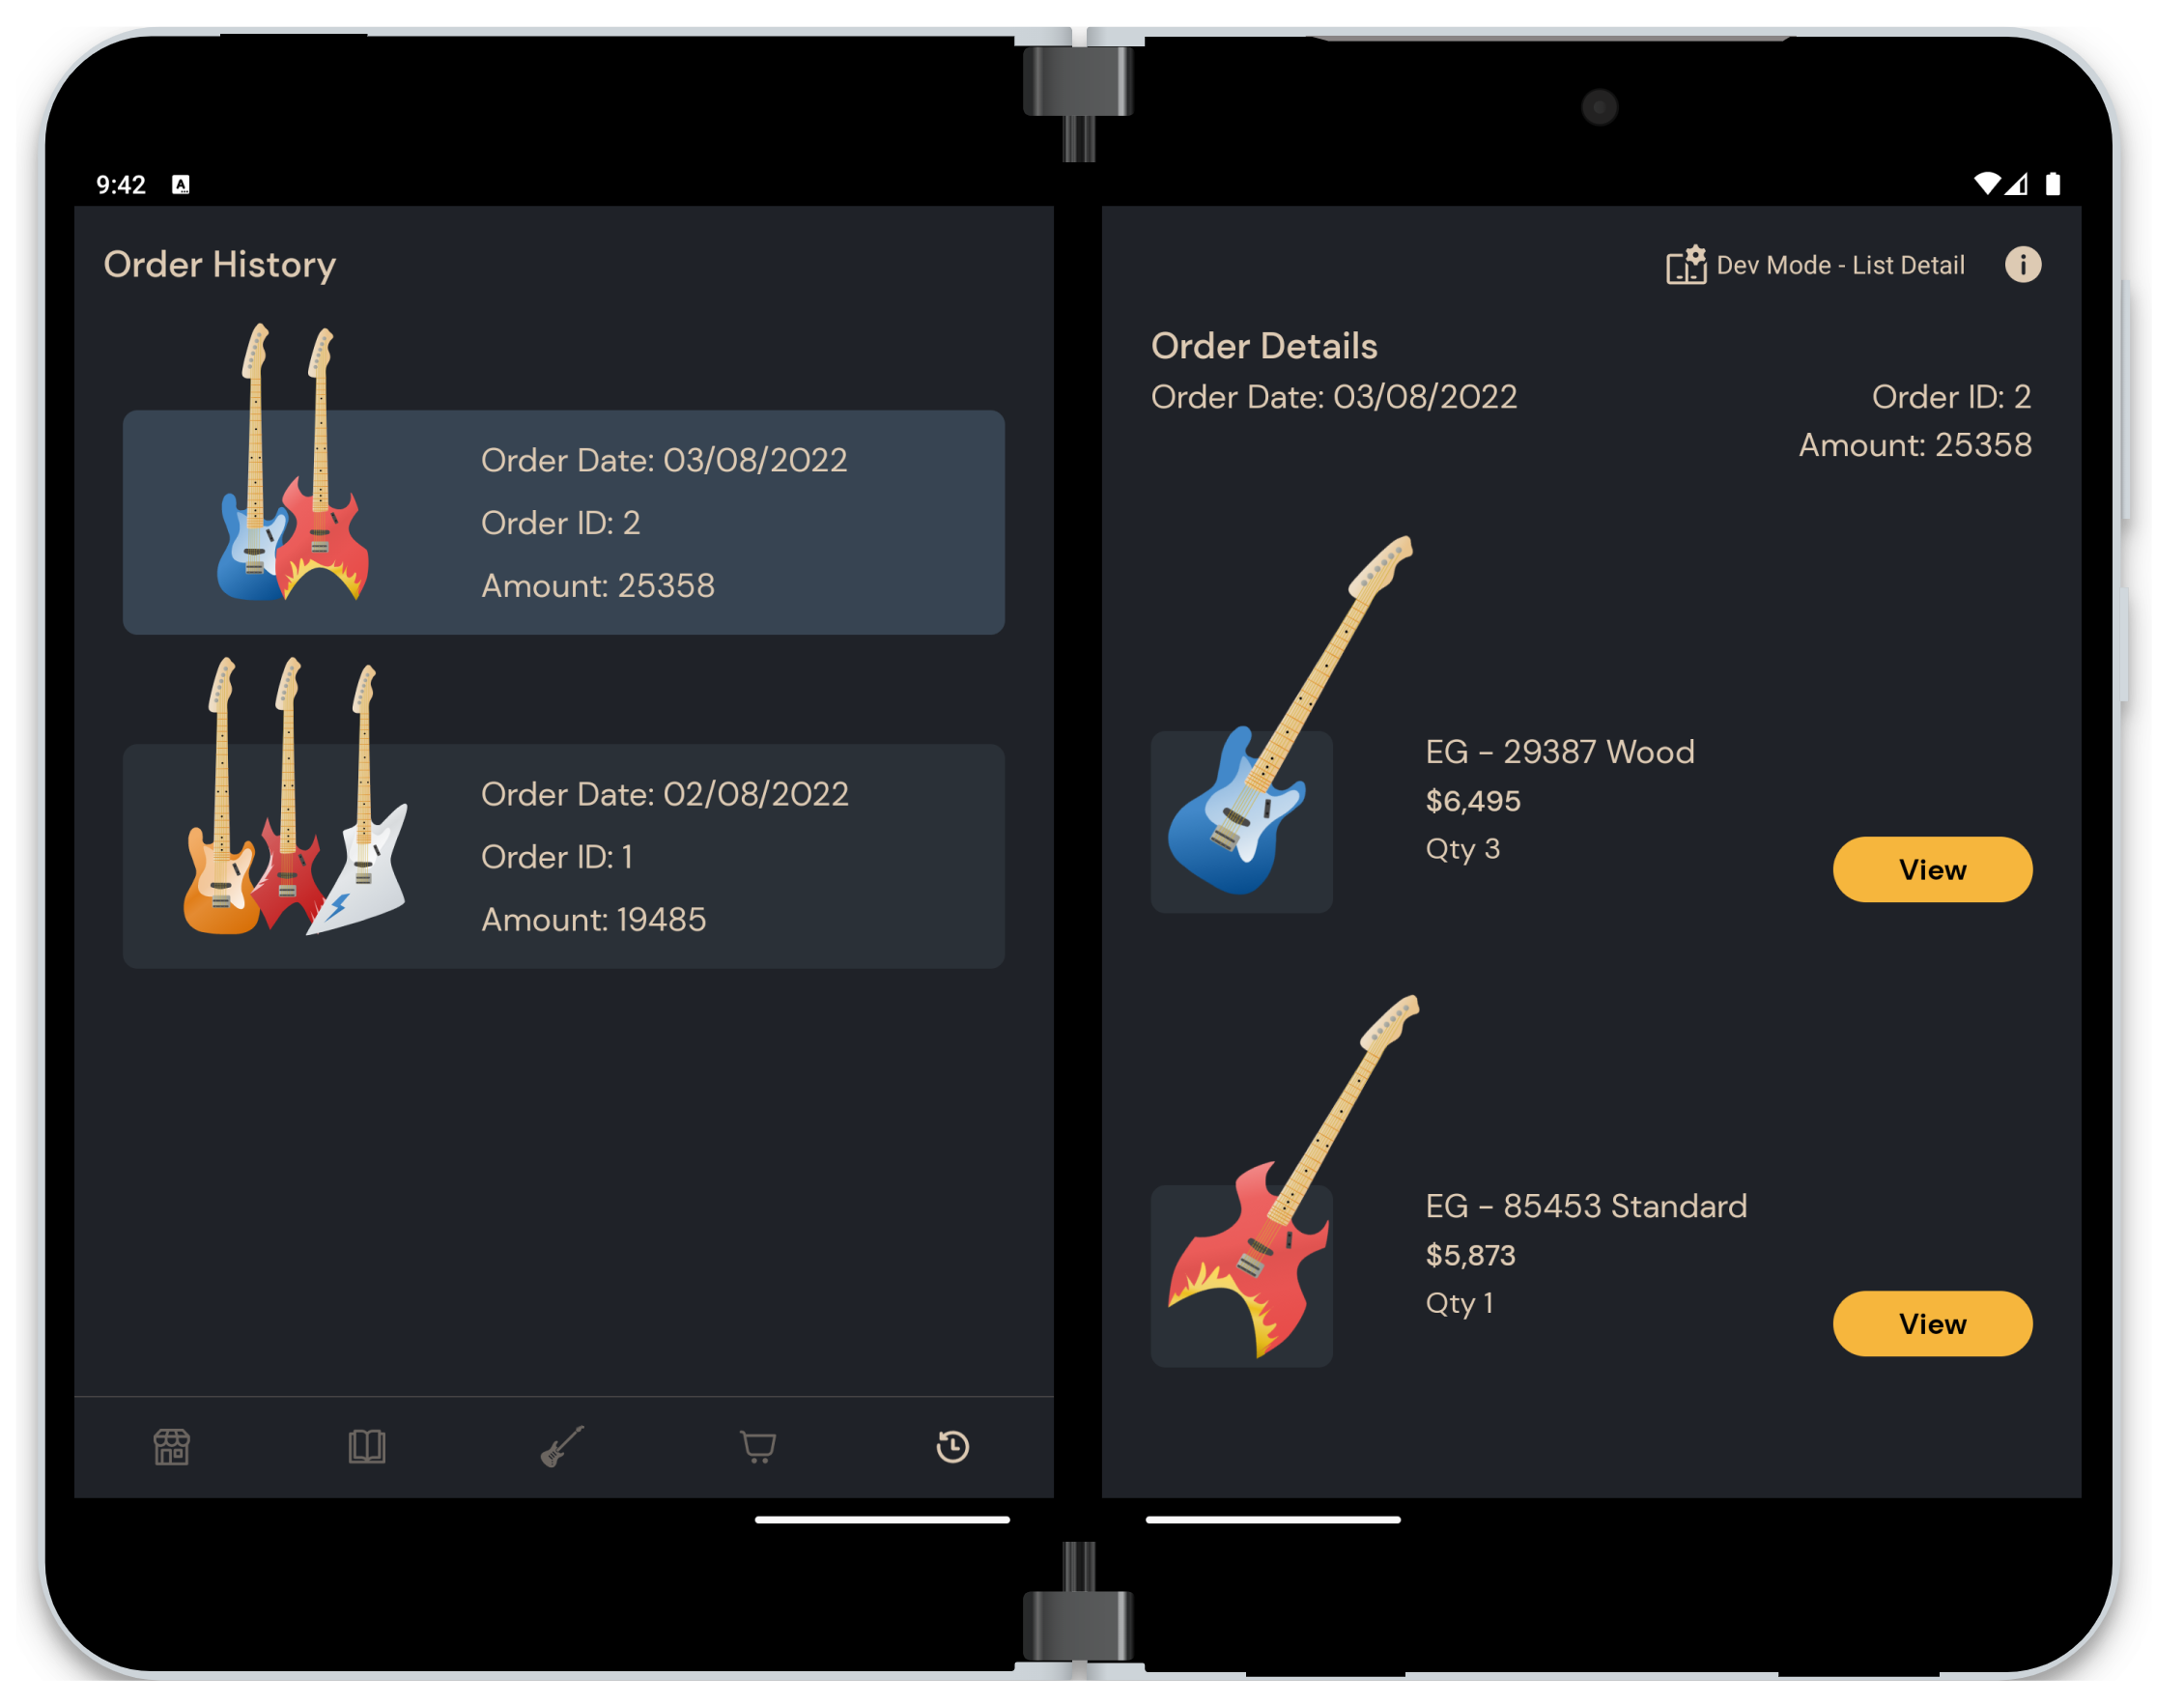 9:42
A
Order History
Order Date: 03/08/2022
Order ID: 2
Amount: 25358
Order Date: 02/08/2022
Order ID: 1
Amount: 19485
Dev Mode - List Detail
i
Order Details
Order Date: 03/08/2022
Order ID: 2
Amount: 25358
EG - 29387 Wood
$6,495
Qty 3
View
EG - 85453 Standard
$5,873
Qty 1
View